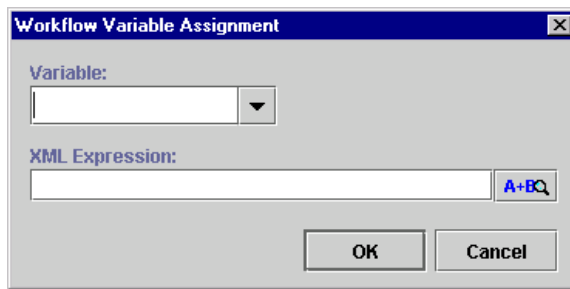 Workflow Variable Assignment
Variable:
XML Expression:
A+B
OK
Cancel